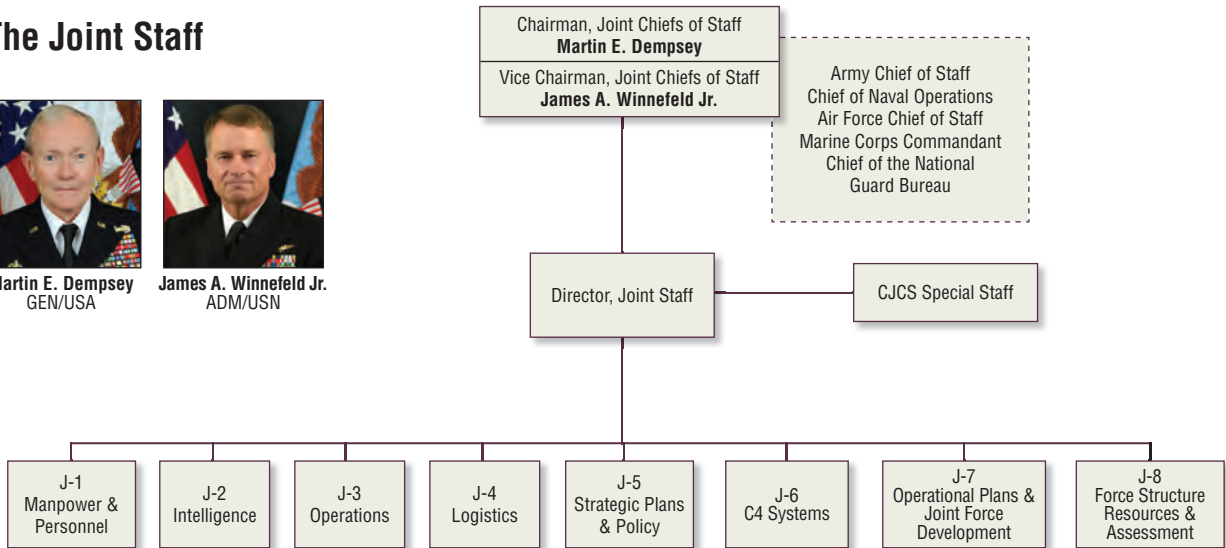 The Joint Staff
Chairman, Joint Chiefs of Staff
Martin E. Dempsey
Vice Chairman, Joint Chiefs of Staff
James A. Winnefeld Jr.
Army Chief of Staff
Chief of Naval Operations
Air Force Chief of Staff
Marine Corps Commandant
Chief of the National
Guard Bureau
Martin E. Dempsey
GEN/USA
James A. Winnefeld Jr.
ADM/USN
Director, Joint Staff
CJCS Special Staff
J-1
Manpower &
Personnel
J-2
Intelligence
J-3
Operations
J-4
Logistics
J-5
Strategic Plans
& Policy
J-6
C4 Systems
J-7
Operational Plans &
Joint Force
Development
J-8
Force Structure
Resources &
Assessment